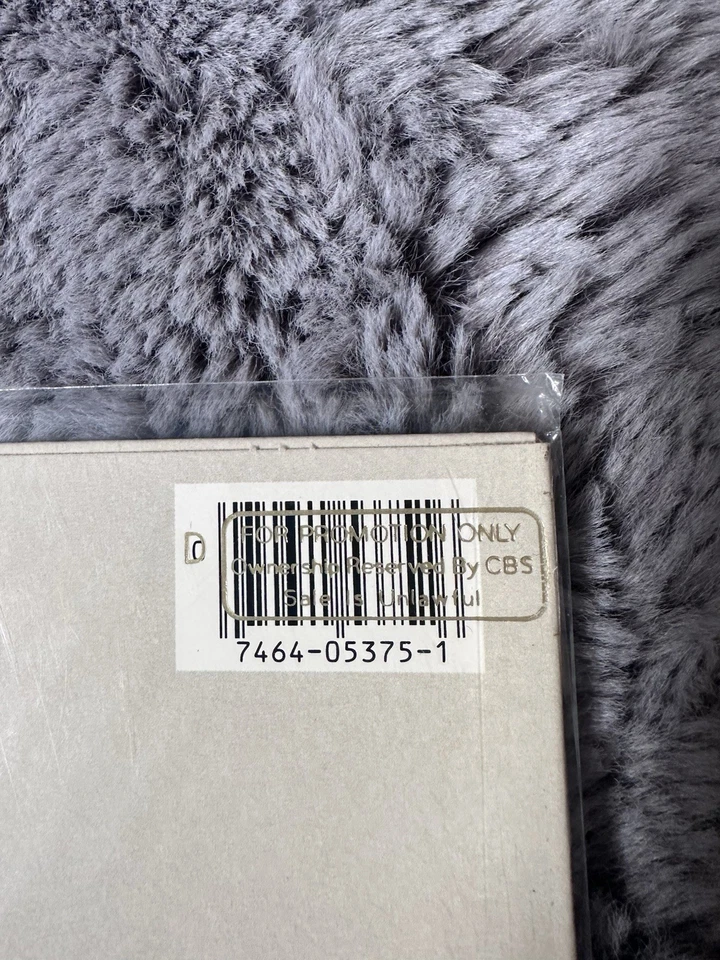 D
FOR PROMOTION ONLY
Ownership Reserved By CBS
Sale Is Unlawful
7464-05375-1